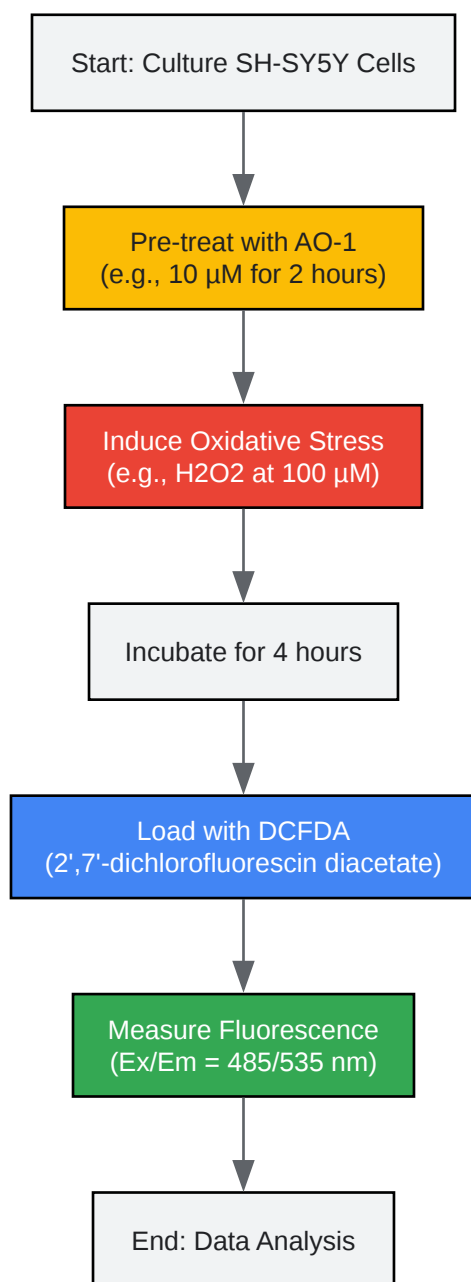 Start: Culture SH-SY5Y Cells
Pre-treat with AO-1
(e.g., 10 µM for 2 hours)
Induce Oxidative Stress
(e.g., H2O2 at 100 µM)
Incubate for 4 hours
Load with DCFDA
(2',7'-dichlorofluorescin diacetate)
Measure Fluorescence
(Ex/Em = 485/535 nm)
End: Data Analysis